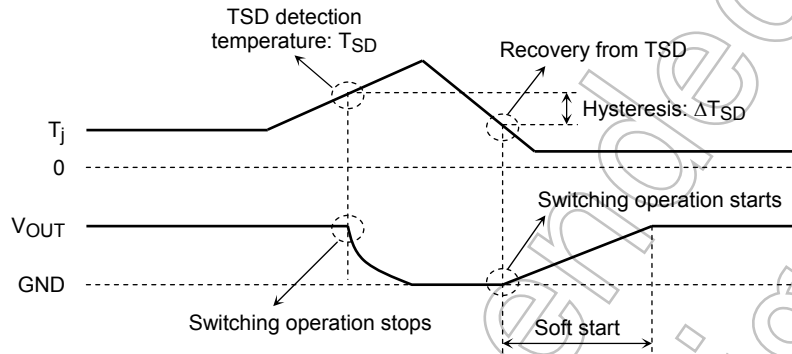 TSD detection
temperature: TSD
Recovery from TSD
Hysteresis: ΔTSD
Tj
0
Switching operation starts
VOUT
GND
Switching operation stops
Soft start